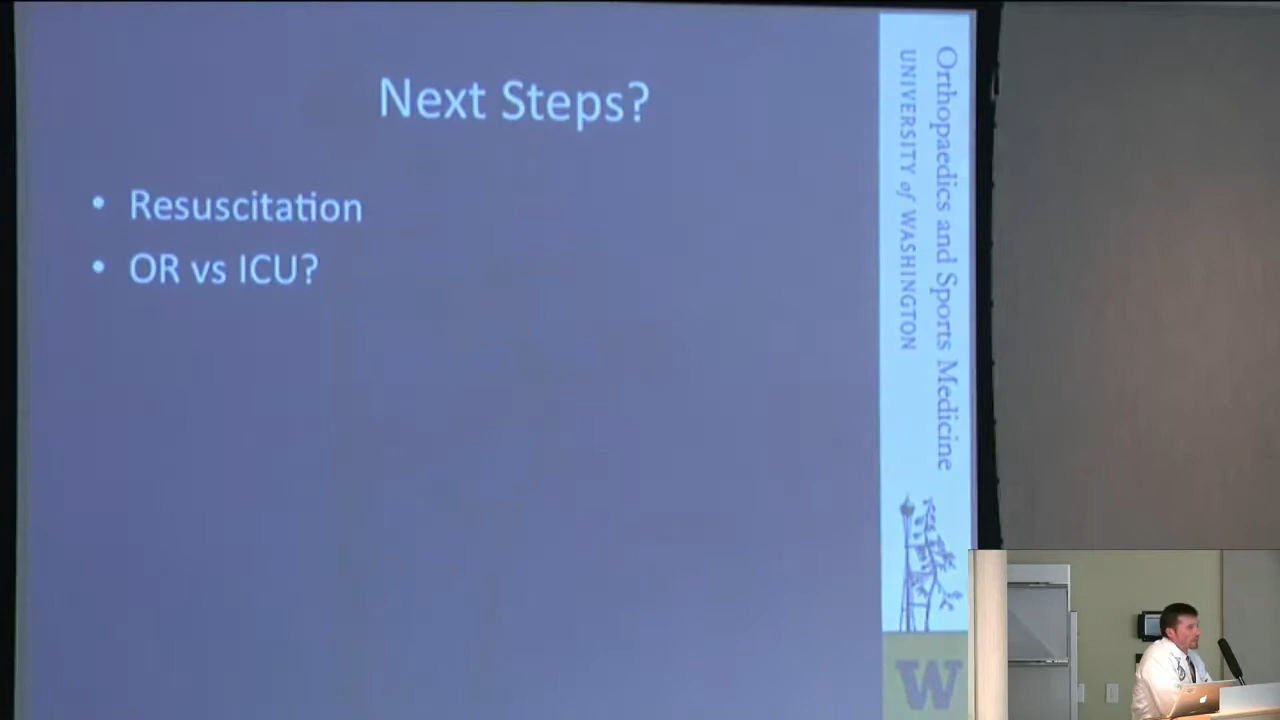 Next Steps?
• Resuscitation
• OR vs ICU?
Orthopaedics and Sports Medicine
UNIVERSITY of WASHINGTON
W